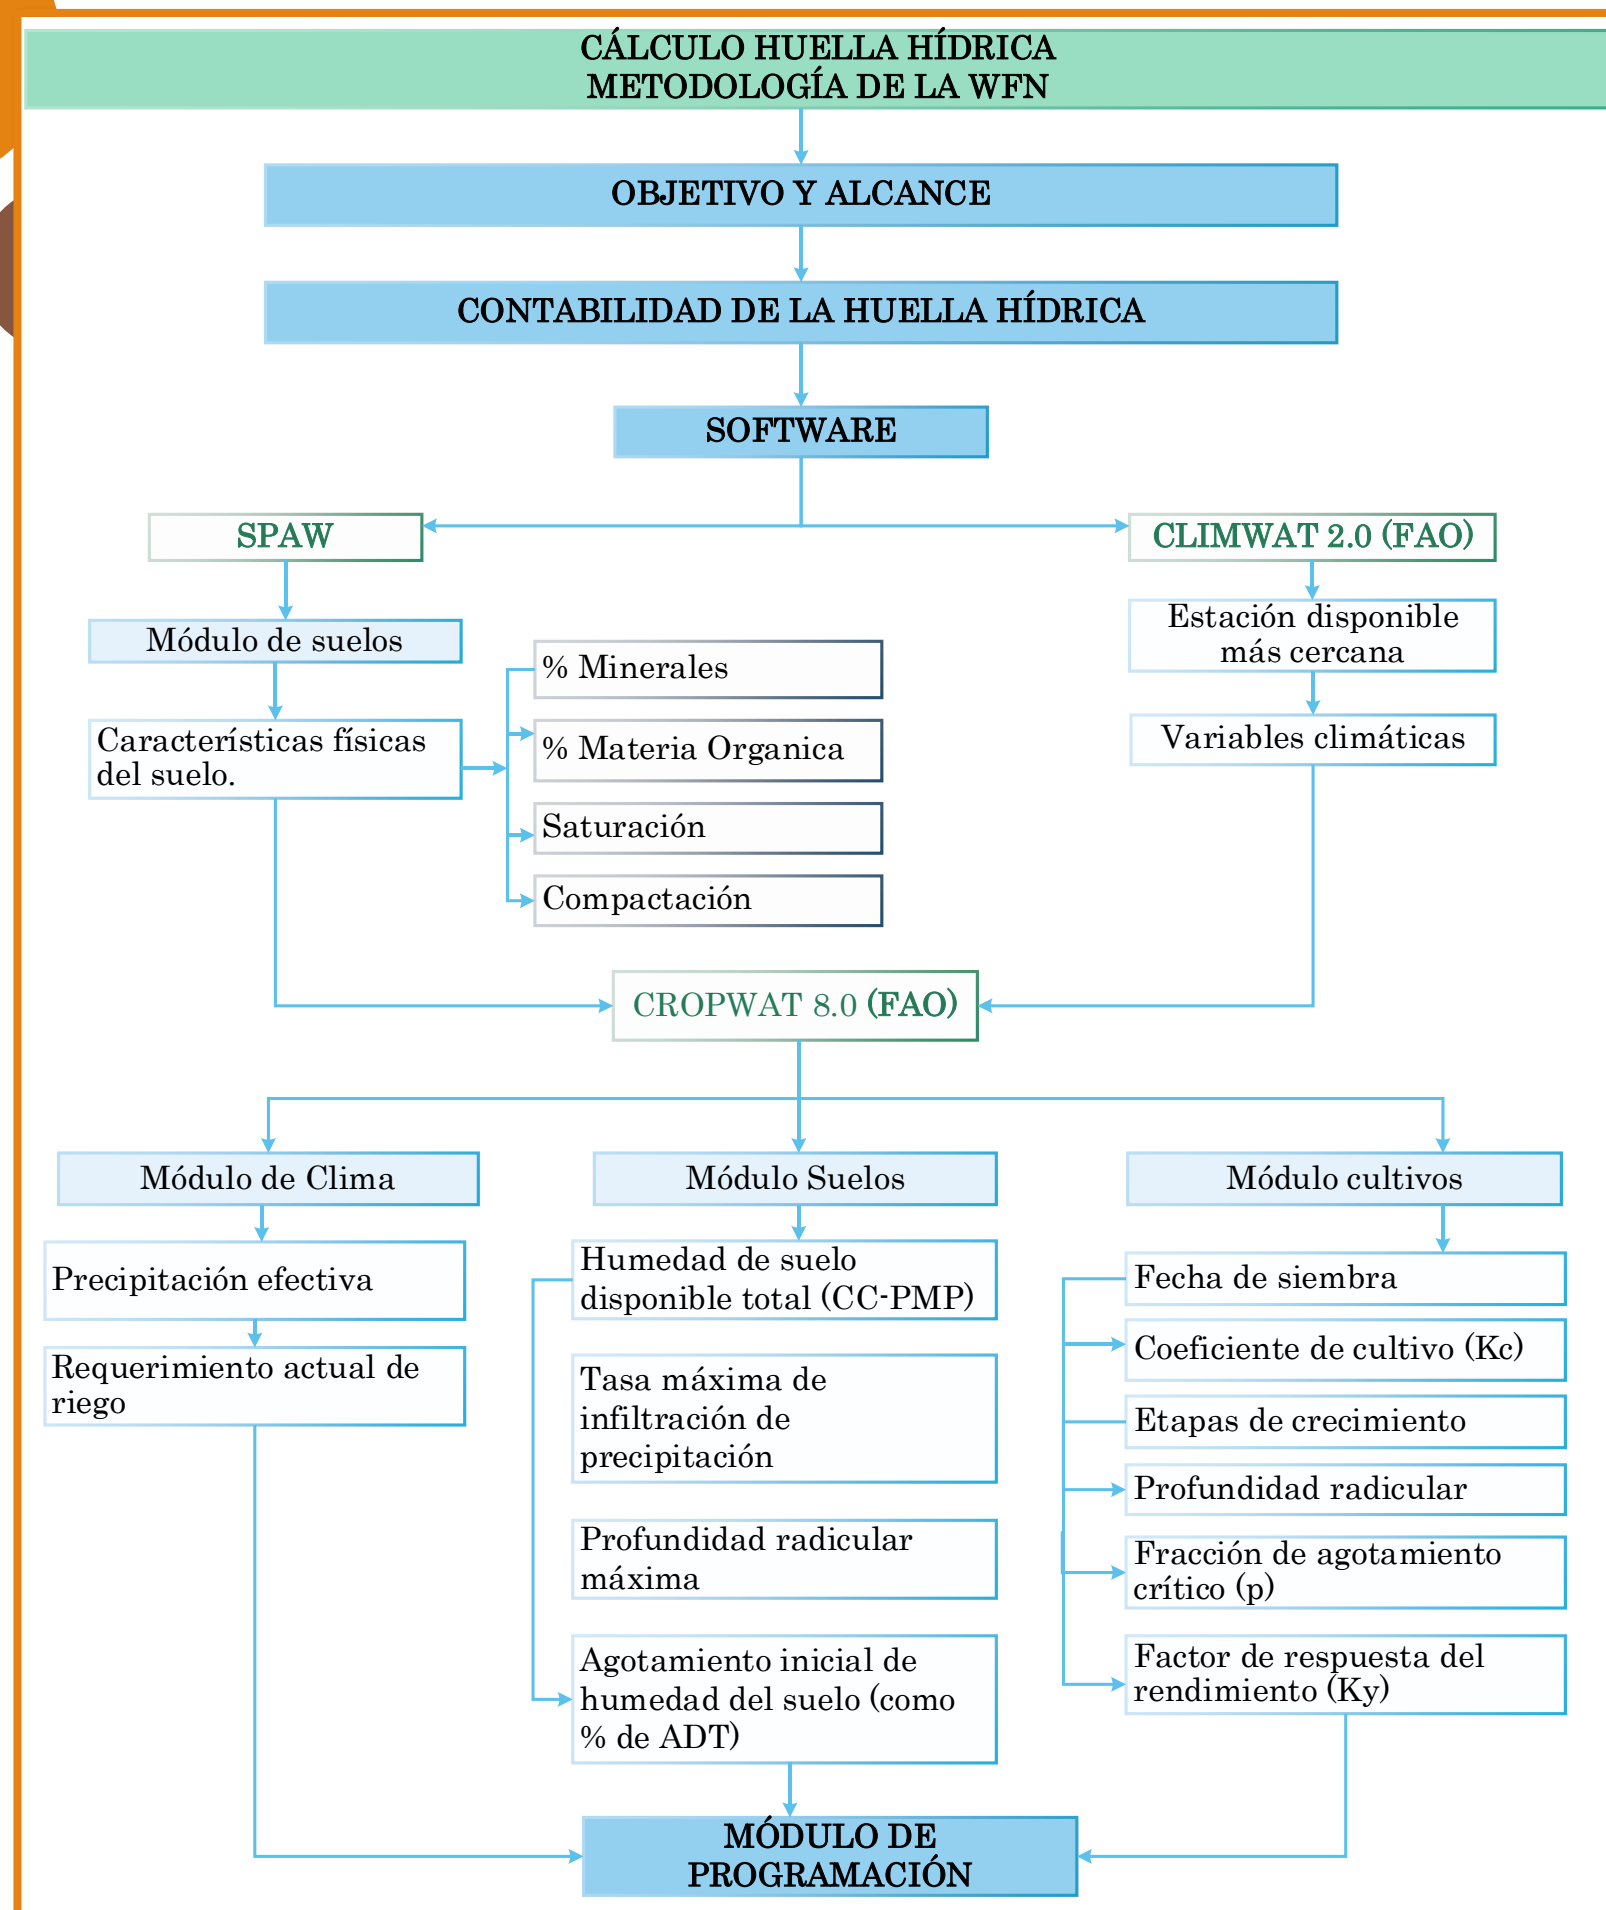 CÁLCULO HUELLA HÍDRICA
METODOLOGÍA DE LA WFN
OBJETIVO Y ALCANCE
CONTABILIDAD DE LA HUELLA HÍDRICA
SOFTWARE
SPAW
CLIMWAT 2.0 (FAO)
Módulo de suelos
Estación disponible
más cercana
Características físicas
del suelo.
% Minerales
% Materia Organica
Saturación
Compactación
Variables climáticas
CROPWAT 8.0 (FAO)
Módulo de Clima
Precipitación efectiva
Requerimiento actual de
riego
Módulo Suelos
Humedad de suelo
disponible total (CC-PMP)
Tasa máxima de
infiltración de
precipitación
Profundidad radicular
máxima
Agotamiento inicial de
humedad del suelo (como
% de ADT)
Módulo cultivos
Fecha de siembra
Coeficiente de cultivo (Kc)
Etapas de crecimiento
Profundidad radicular
Fracción de agotamiento
crítico (p)
Factor de respuesta del
rendimiento (Ky)
MÓDULO DE
PROGRAMACIÓN